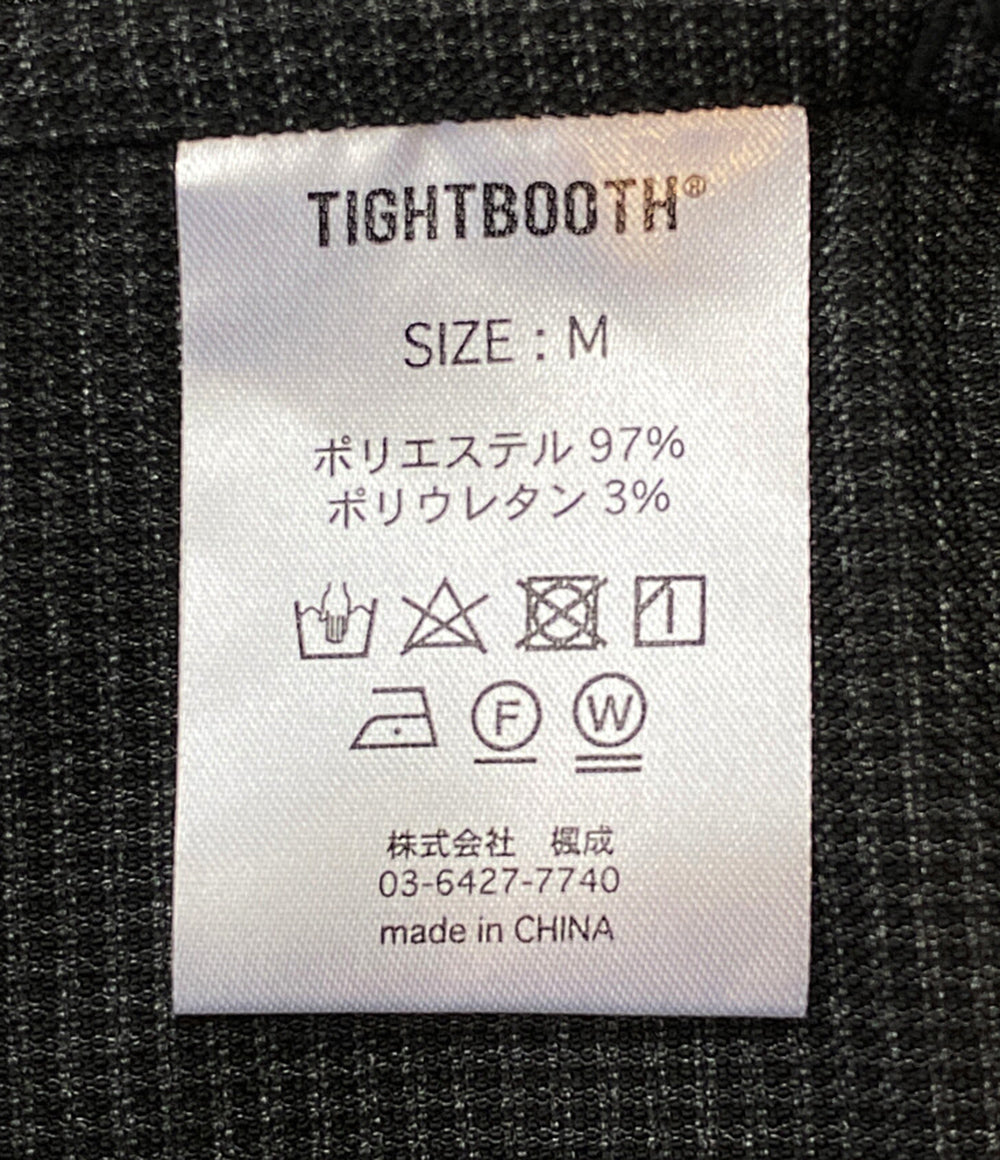 TIGHTBOOTH®
SIZE : M
ポリエステル 97%
ポリウレタン 3%
F W
株式会社　楓成
03-6427-7740
made in CHINA